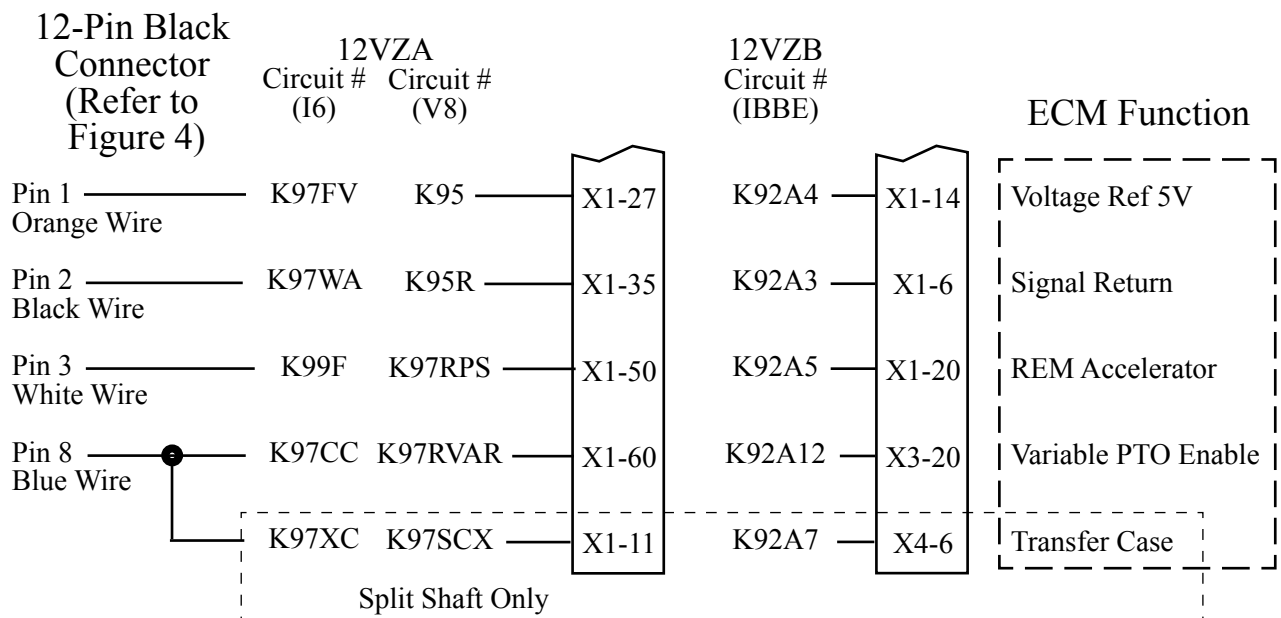 12-Pin Black
Connector
(Refer to
Figure 4)
12VZA
Circuit # Circuit #
(I6) (V8)
12VZB
Circuit #
(IBBE)
ECM Function
Pin 1 K97FV K95 X1-27 K92A4 X1-14 Voltage Ref 5V
Orange Wire
Pin 2 K97WA K95R X1-35 K92A3 X1-6 Signal Return
Black Wire
Pin 3 K99F K97RPS X1-50 K92A5 X1-20 REM Accelerator
White Wire
Pin 8 K97CC K97RVAR X1-60 K92A12 X3-20 Variable PTO Enable
Blue Wire
K97XC K97SCX X1-11 K92A7 X4-6 Transfer Case
Split Shaft Only